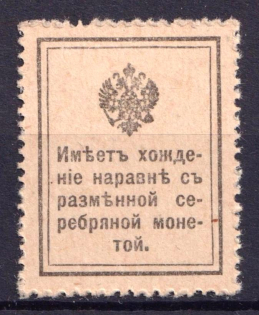 Имѣетъ хожде-
ніе наравнѣ съ
размѣнной се-
ребряной моне-
той.